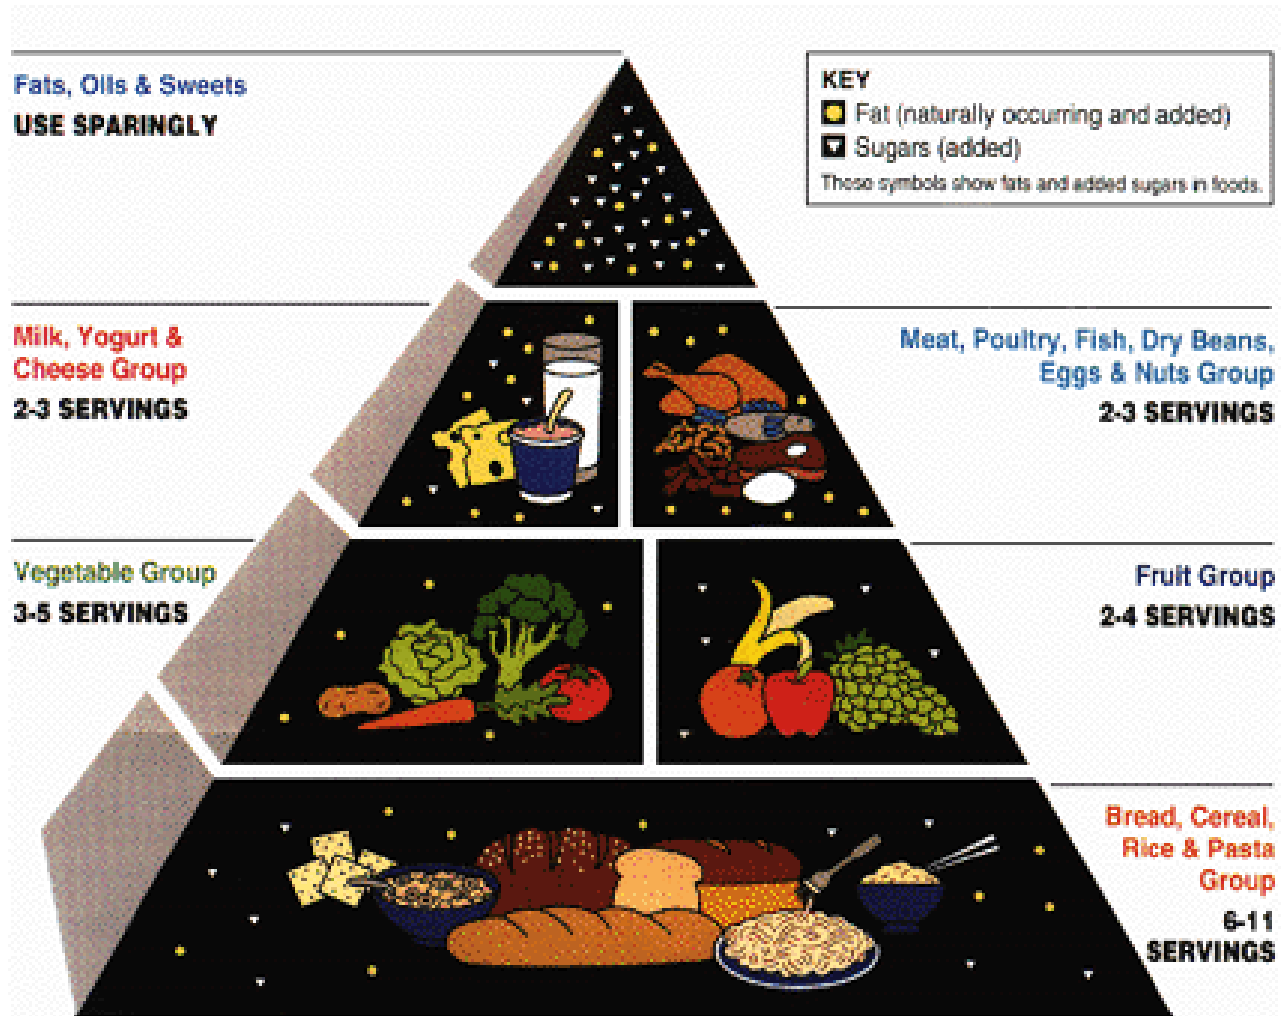 Fats, Oils & Sweets
USE SPARINGLY
KEY
Fat (naturally occurring and added)
Sugars (added)
These symbols show fats and added sugars in foods.
Milk, Yogurt &
Cheese Group
2-3 SERVINGS
Meat, Poultry, Fish, Dry Beans,
Eggs & Nuts Group
2-3 SERVINGS
Vegetable Group
3-5 SERVINGS
Fruit Group
2-4 SERVINGS
Bread, Cereal,
Rice & Pasta
Group
6-11
SERVINGS